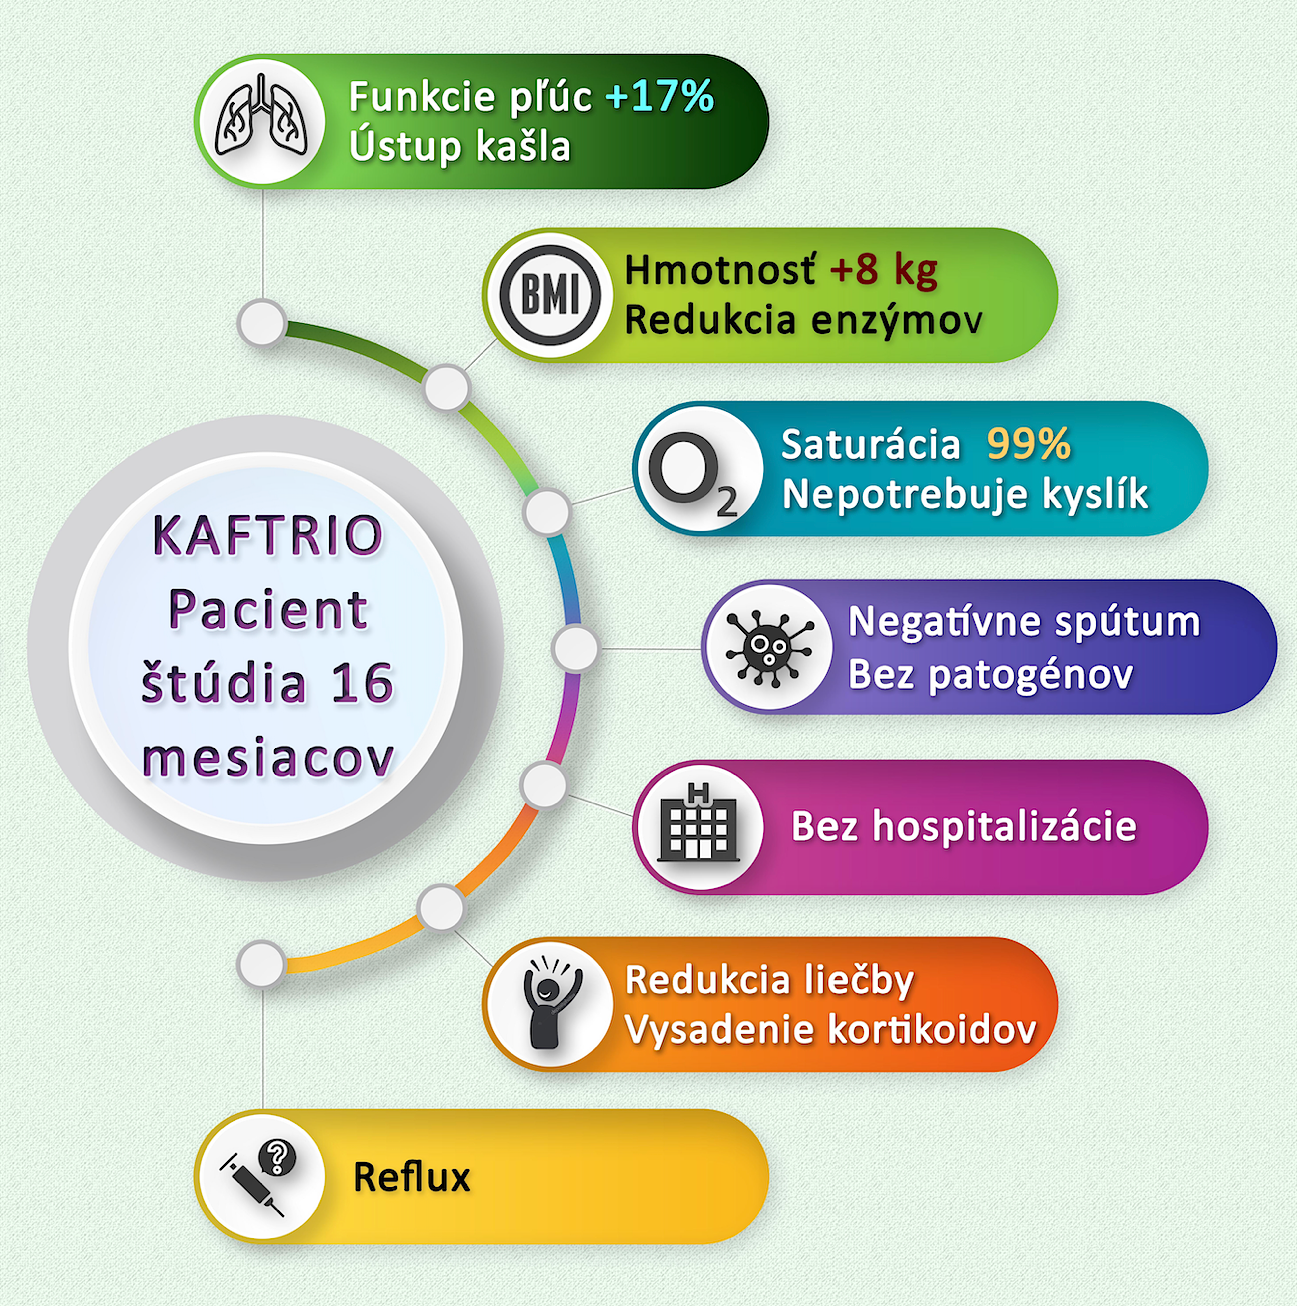 Funkcie pľúc +17%
Ústup kašla
BMI
Hmotnosť +8 kg
Redukcia enzýmov
O2
Saturácia 99%
Nepotrebuje kyslík
KAFTRIO
Pacient
štúdia 16
mesiacov
Negatívne spútum
Bez patogénov
H
Bez hospitalizácie
Redukcia liečby
Vysadenie kortikoidov
?
Reflux